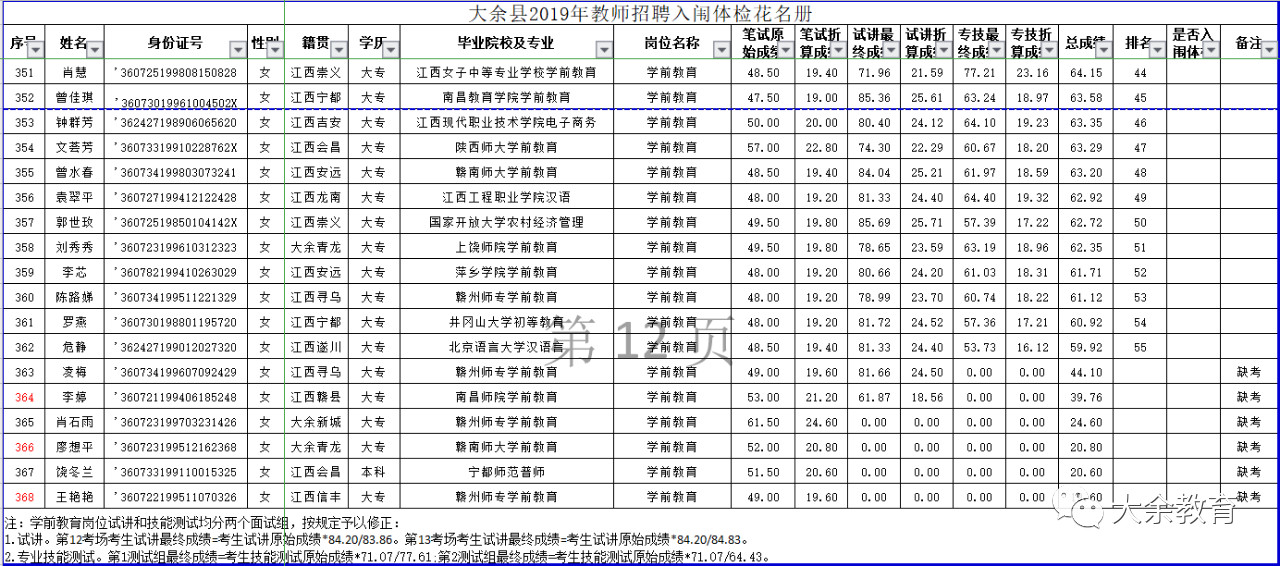 大余县2019年教师招聘入闱体检花名册
序号 姓名 身份证号 性别 籍贯 学历 毕业院校及专业 岗位名称 笔试原始成绩 笔试折算成绩 试讲最终成绩 试讲折算成绩 专技最终成绩 专技折算成绩 总成绩 排名 是否入闱体检 备注
351 肖慧 '360725199808150828 女 江西崇义 大专 江西女子中等专业学校学前教育 学前教育 48.50 19.40 71.96 21.59 77.21 23.16 64.15 44
352 曾佳琪 '36073019961004502X 女 江西宁都 大专 南昌教育学院学前教育 学前教育 47.50 19.00 85.36 25.61 63.24 18.97 63.58 45
353 钟群芳 '362427198906065620 女 江西吉安 大专 江西现代职业技术学院电子商务 学前教育 50.00 20.00 80.40 24.12 64.10 19.23 63.35 46
354 文荟芳 '36073319910228762X 女 江西会昌 大专 陕西师大学前教育 学前教育 57.00 22.80 74.30 22.29 60.67 18.20 63.29 47
355 曾水春 '360734199803073241 女 江西安远 大专 赣南师大学前教育 学前教育 48.50 19.40 84.04 25.21 61.97 18.59 63.20 48
356 袁翠平 '360727199412122428 女 江西龙南 大专 江西工程职业学院汉语 学前教育 48.00 19.20 81.33 24.40 64.40 19.32 62.92 49
357 郭世玫 '36072519850104142X 女 江西崇义 大专 国家开放大学农村经济管理 学前教育 49.50 19.80 85.69 25.71 57.39 17.22 62.72 50
358 刘秀秀 '360723199610312323 女 大余青龙 大专 上饶师院学前教育 学前教育 49.50 19.80 78.65 23.59 63.19 18.96 62.35 51
359 李芯 '360782199410263029 女 江西安远 大专 萍乡学院学前教育 学前教育 48.00 19.20 80.66 24.20 61.03 18.31 61.71 52
360 陈路娣 '360734199511221329 女 江西寻乌 大专 赣州师专学前教育 学前教育 48.00 19.20 78.99 23.70 60.74 18.22 61.12 53
361 罗燕 '360730198801195720 女 江西宁都 大专 井冈山大学初等教育 学前教育 48.00 19.20 81.72 24.52 57.36 17.21 60.92 54
第 12 页
362 危静 '362427199012027320 女 江西遂川 大专 北京语言大学汉语言 学前教育 48.50 19.40 81.33 24.40 53.73 16.12 59.92 55
363 凌梅 '360734199607092429 女 江西寻乌 大专 赣州师专学前教育 学前教育 49.00 19.60 81.66 24.50 0.00 0.00 44.10 缺考
364 李婷 '360721199406185248 女 江西赣县 大专 南昌师院学前教育 学前教育 53.00 21.20 61.87 18.56 0.00 0.00 39.76 缺考
365 肖石雨 '360723199703231426 女 大余新城 大专 赣州师专学前教育 学前教育 61.50 24.60 0.00 0.00 0.00 0.00 24.60 缺考
366 廖想平 '360723199512162368 女 大余青龙 大专 赣南师大学前教育 学前教育 52.00 20.80 0.00 0.00 0.00 0.00 20.80 缺考
367 饶冬兰 '360733199110015325 女 江西会昌 本科 宁都师范普师 学前教育 51.50 20.60 0.00 0.00 0.00 0.00 20.60 缺考
368 王艳艳 '360722199511070326 女 江西信丰 大专 赣州师专学前教育 学前教育 49.00 19.60 0.00 0.00 0.00 0.00 缺考
大余教育
注：学前教育岗位试讲和技能测试均分两个面试组，按规定予以修正：
1.试讲。第12考场考生试讲最终成绩=考生试讲原始成绩*84.20/83.86。第13考场考生试讲最终成绩=考生试讲原始成绩*84.20/84.83。
2.专业技能测试。第1测试组最终成绩=考生技能测试原始成绩*71.07/77.61;第2测试组最终成绩=考生技能测试原始成绩*71.07/64.43。